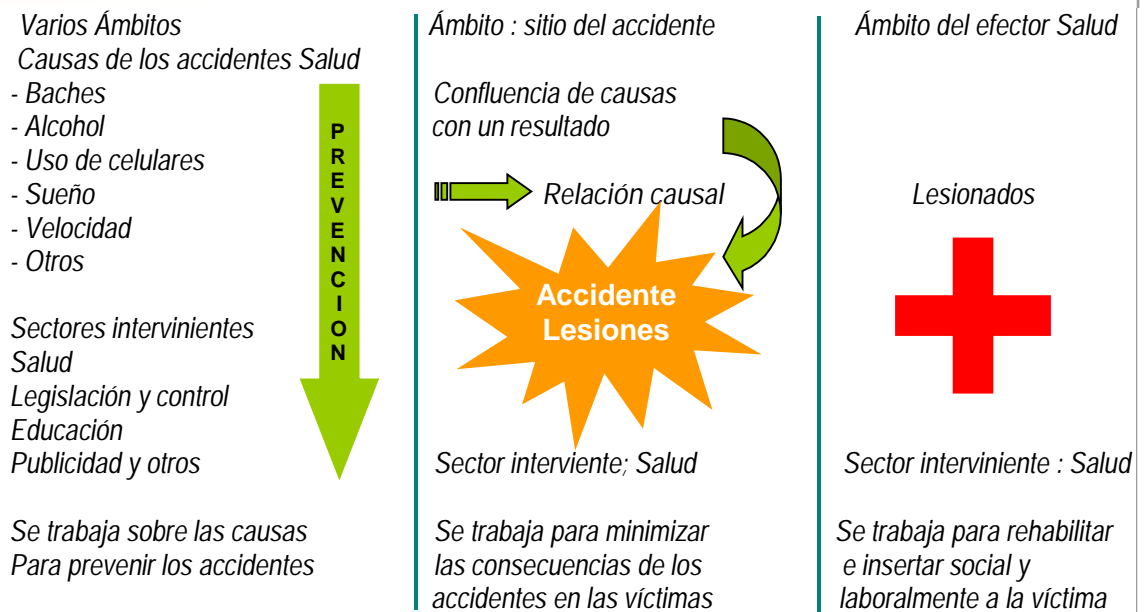 Varios Ámbitos
Causas de los accidentes Salud
- Baches
- Alcohol
- Uso de celulares
- Sueño
- Velocidad
- Otros
PREVENCION
Sectores intervinientes
Salud
Legislación y control
Educación
Publicidad y otros
Se trabaja sobre las causas
Para prevenir los accidentes
Ámbito : sitio del accidente
Confluencia de causas
con un resultado
Relación causal
Accidente
Lesiones
Sector interviente; Salud
Se trabaja para minimizar
las consecuencias de los
accidentes en las víctimas
Ámbito del efector Salud
Lesionados
Sector interviniente : Salud
Se trabaja para rehabilitar
e insertar social y
laboralmente a la víctima